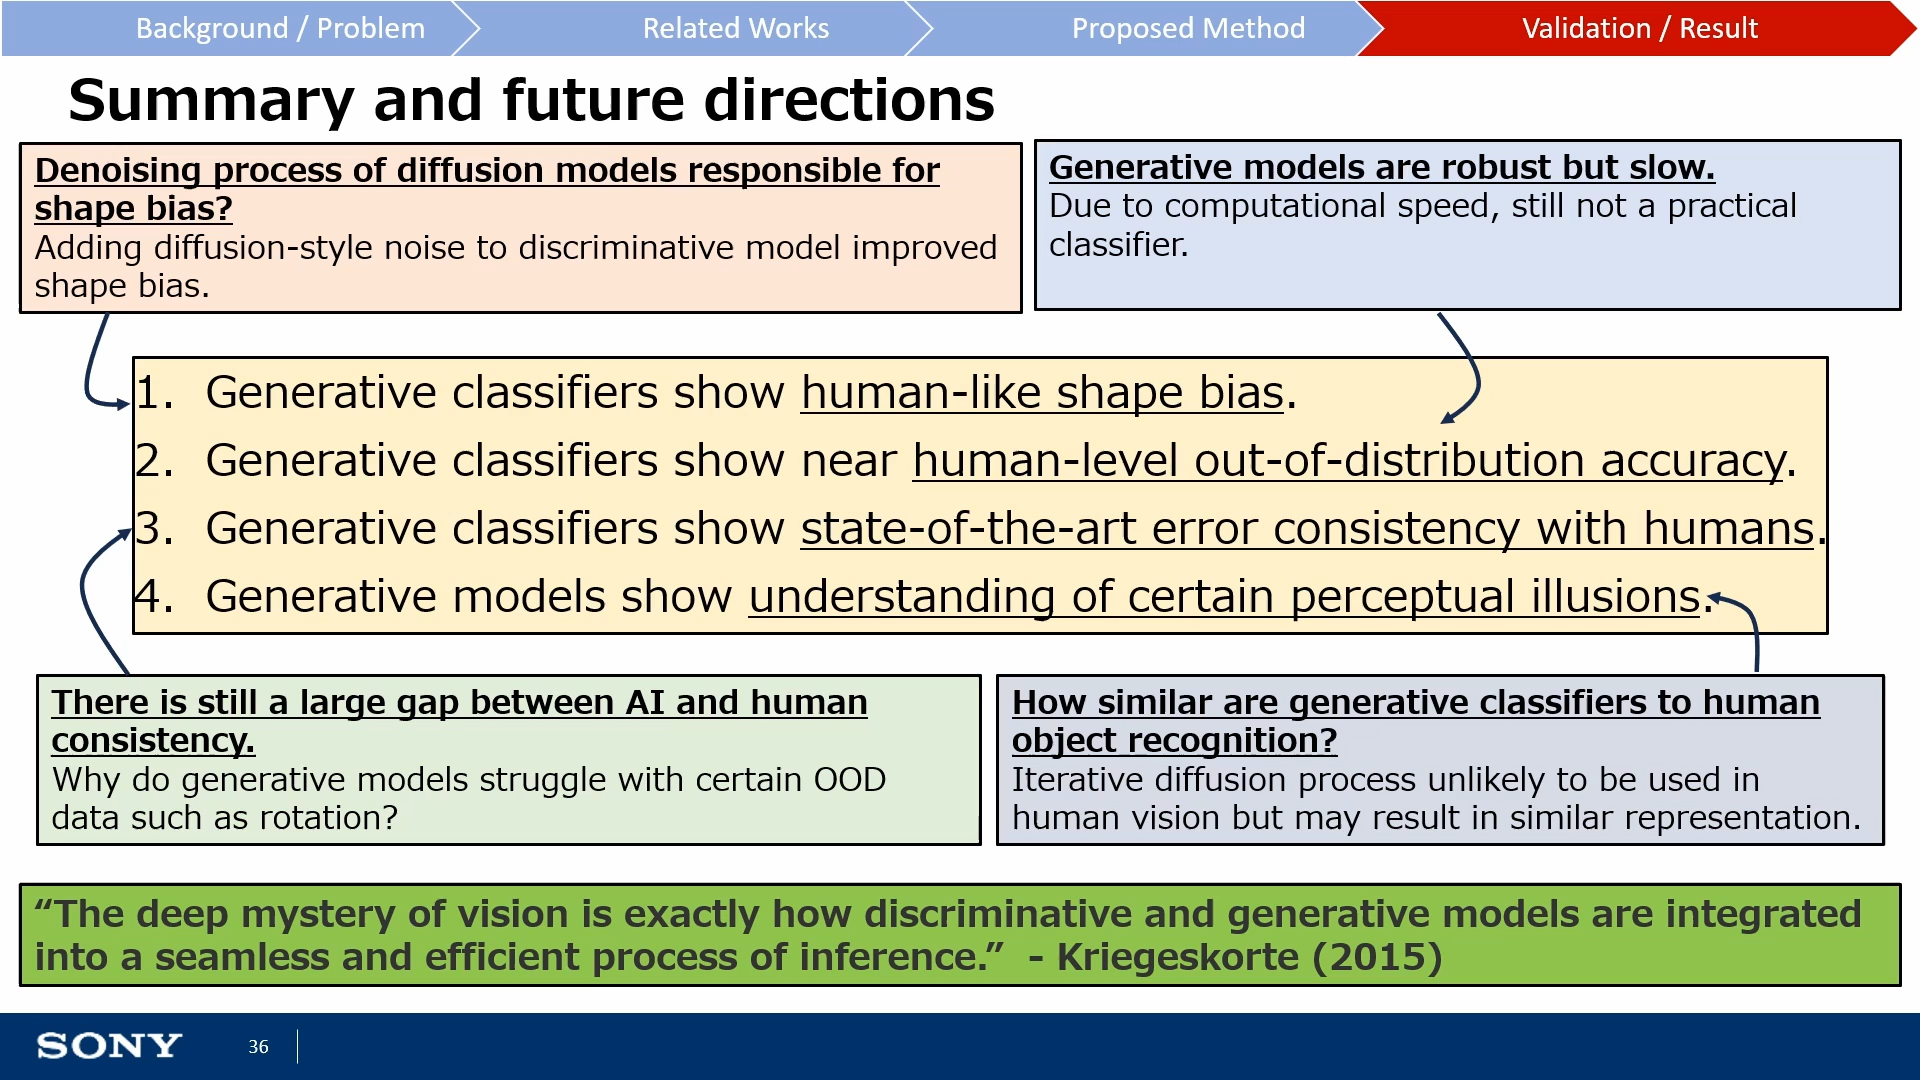 Background / Problem
Related Works
Proposed Method
Validation / Result
Summary and future directions
Denoising process of diffusion models responsible for
shape bias?
Adding diffusion-style noise to discriminative model improved
shape bias.
Generative models are robust but slow.
Due to computational speed, still not a practical
classifier.
1. Generative classifiers show human-like shape bias.
2. Generative classifiers show near human-level out-of-distribution accuracy.
3. Generative classifiers show state-of-the-art error consistency with humans.
4. Generative models show understanding of certain perceptual illusions.
There is still a large gap between AI and human
consistency.
Why do generative models struggle with certain OOD
data such as rotation?
How similar are generative classifiers to human
object recognition?
Iterative diffusion process unlikely to be used in
human vision but may result in similar representation.
“The deep mystery of vision is exactly how discriminative and generative models are integrated
into a seamless and efficient process of inference.” - Kriegeskorte (2015)
SONY
36